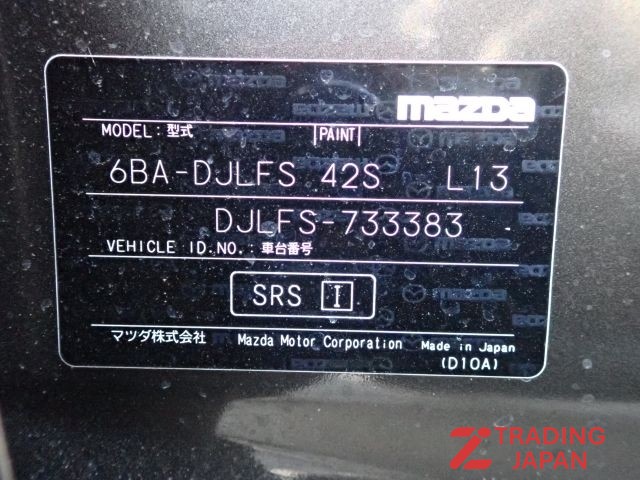 mazda
MODEL: 型式 PAINT
6BA-DJLFS 42S L13
DJLFS-733383
VEHICLE ID.NO.: 車台番号
SRS I
マツダ株式会社 Mazda Motor Corporation Made in Japan
(D10A)
TRADING
JAPAN